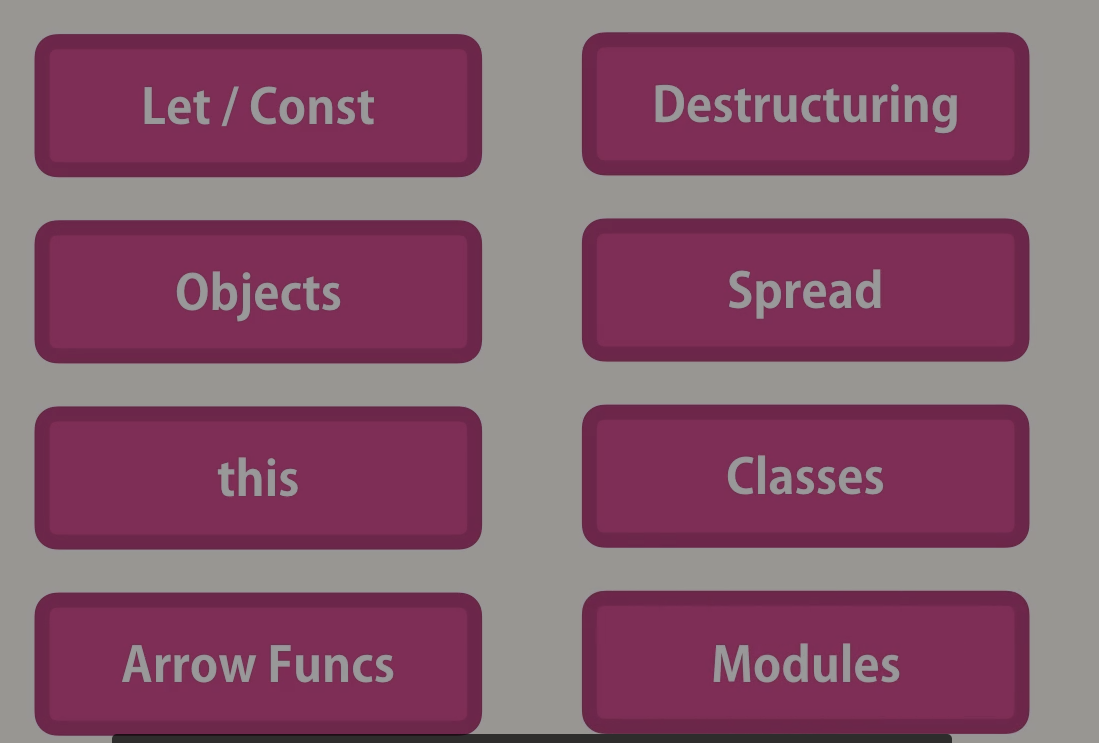 Let / Const
Destructuring
Objects
Spread
this
Classes
Arrow Funcs
Modules